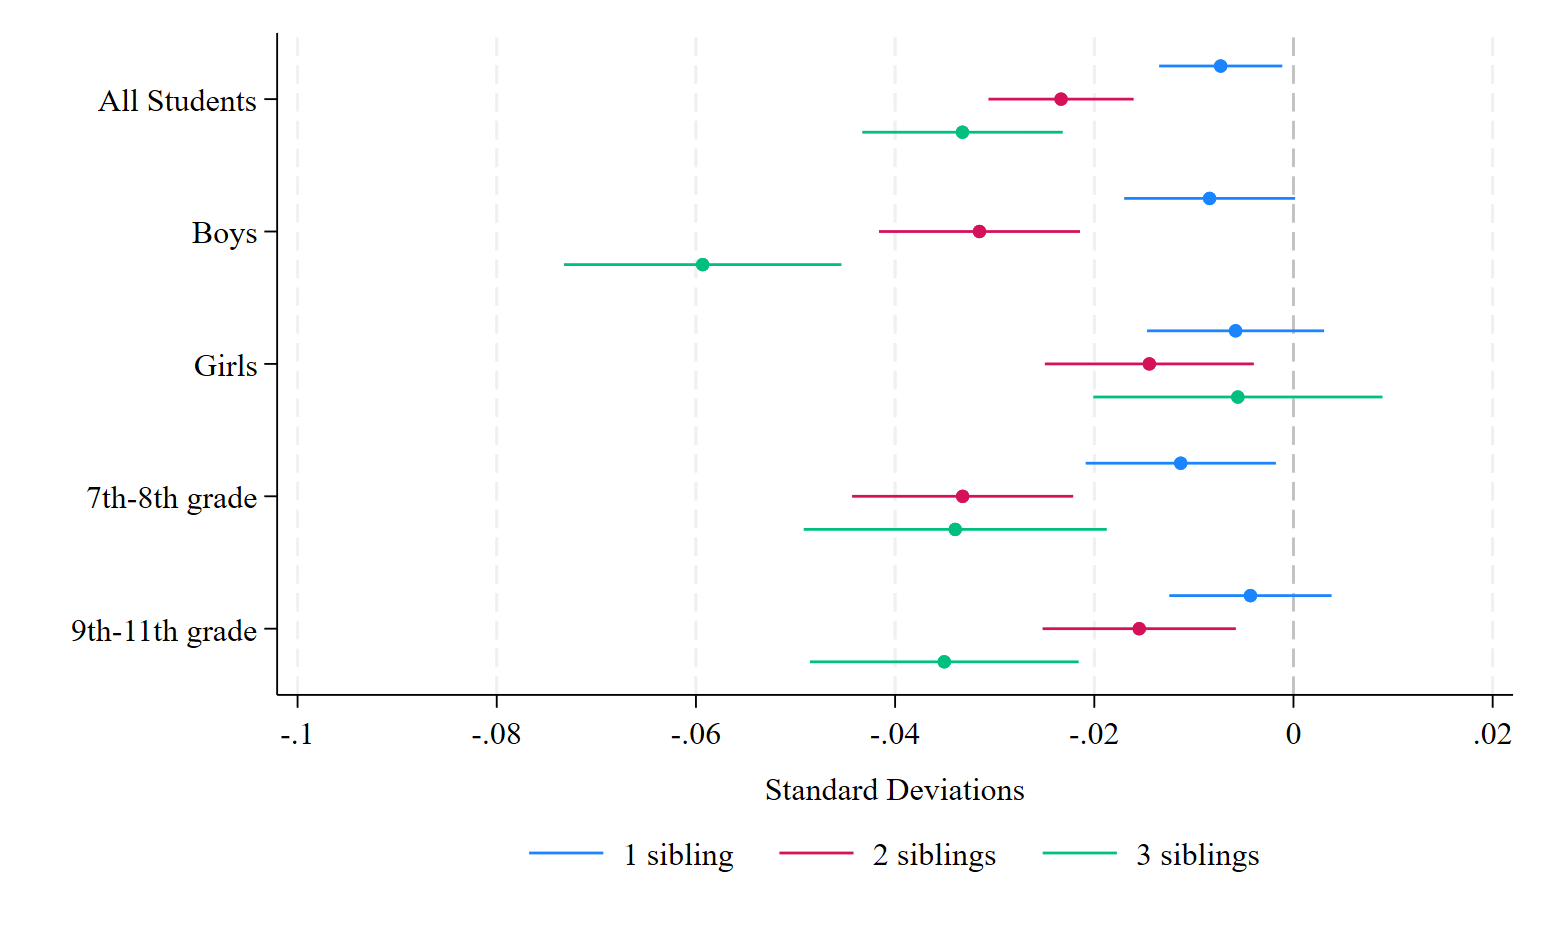 All Students
Boys
Girls
7th-8th grade
9th-11th grade
-.1 -.08 -.06 -.04 -.02 0 .02
Standard Deviations
1 sibling 2 siblings 3 siblings